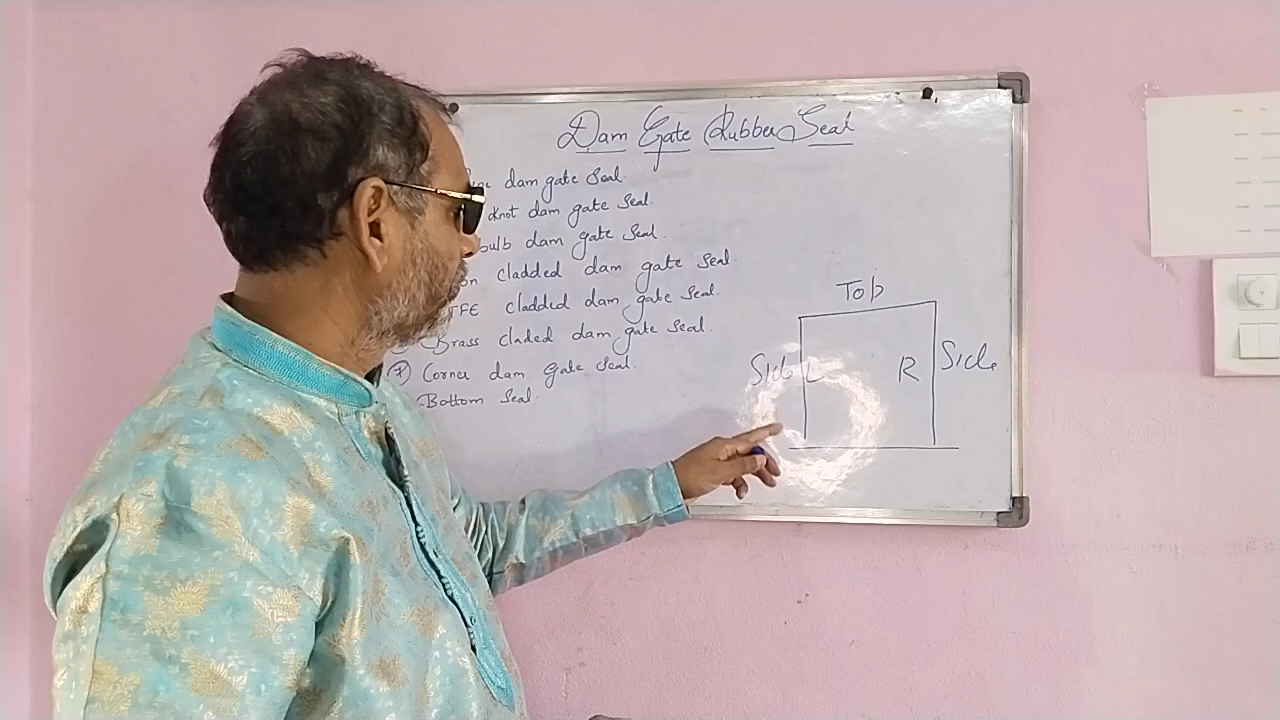 Dam Gate Rubber Seal
dam gate seal.
knot dam gate seal.
bulb dam gate seal.
cladded dam gate seal.
TFE cladded dam gate seal.
Brass claded dam gate seal.
7 Corner dam gate seal.
Bottom seal.
Top
Side L R Side